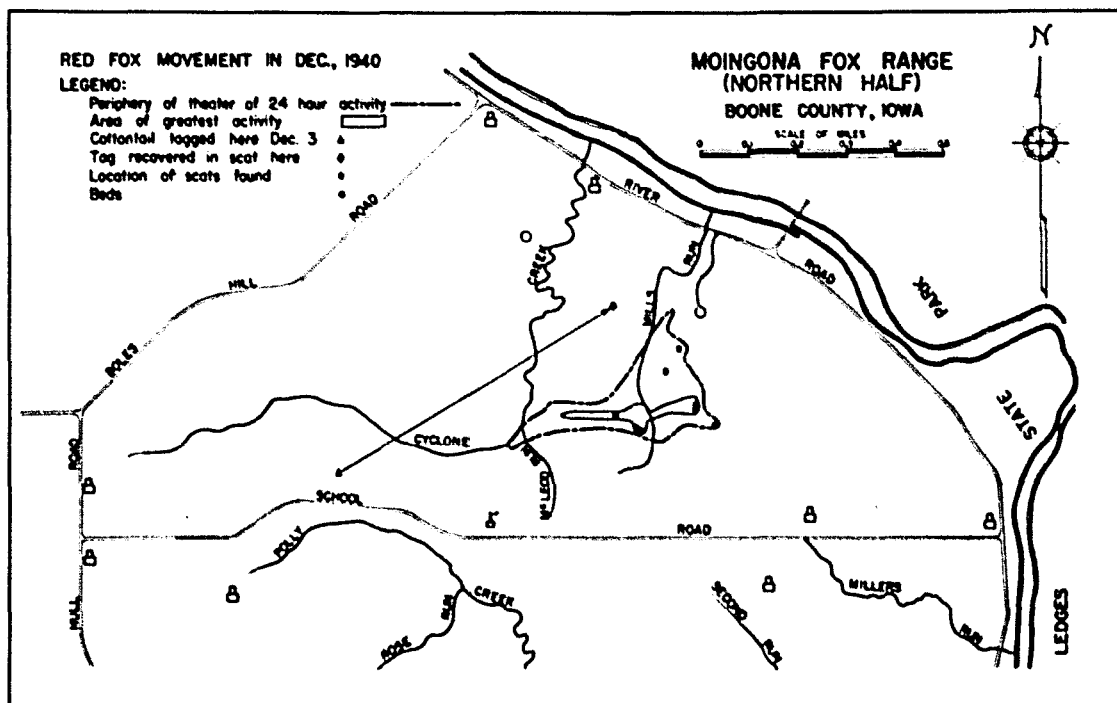 RED FOX MOVEMENT IN DEC., 1940
LEGEND:
Periphery of theater of 24 hour activity
Area of greatest activity
Cottontail tagged here Dec. 3
Tag recovered in scat here
Location of scats found
Beds
MOINGONA FOX RANGE
(NORTHERN HALF)
BOONE COUNTY, IOWA
SCALE OF MILES
N
RIVER
ROAD
ROAD
HILL
BOLES
CREEK
MILLS
RUN
PARK
STATE
LEDGES
CYCLONE
RUN
McLEOD
ROAD
HULL
SCHOOL
ROAD
POLLY
CREEK
ROSE
RUN
SECOND
RUN
MILLERS
RUN